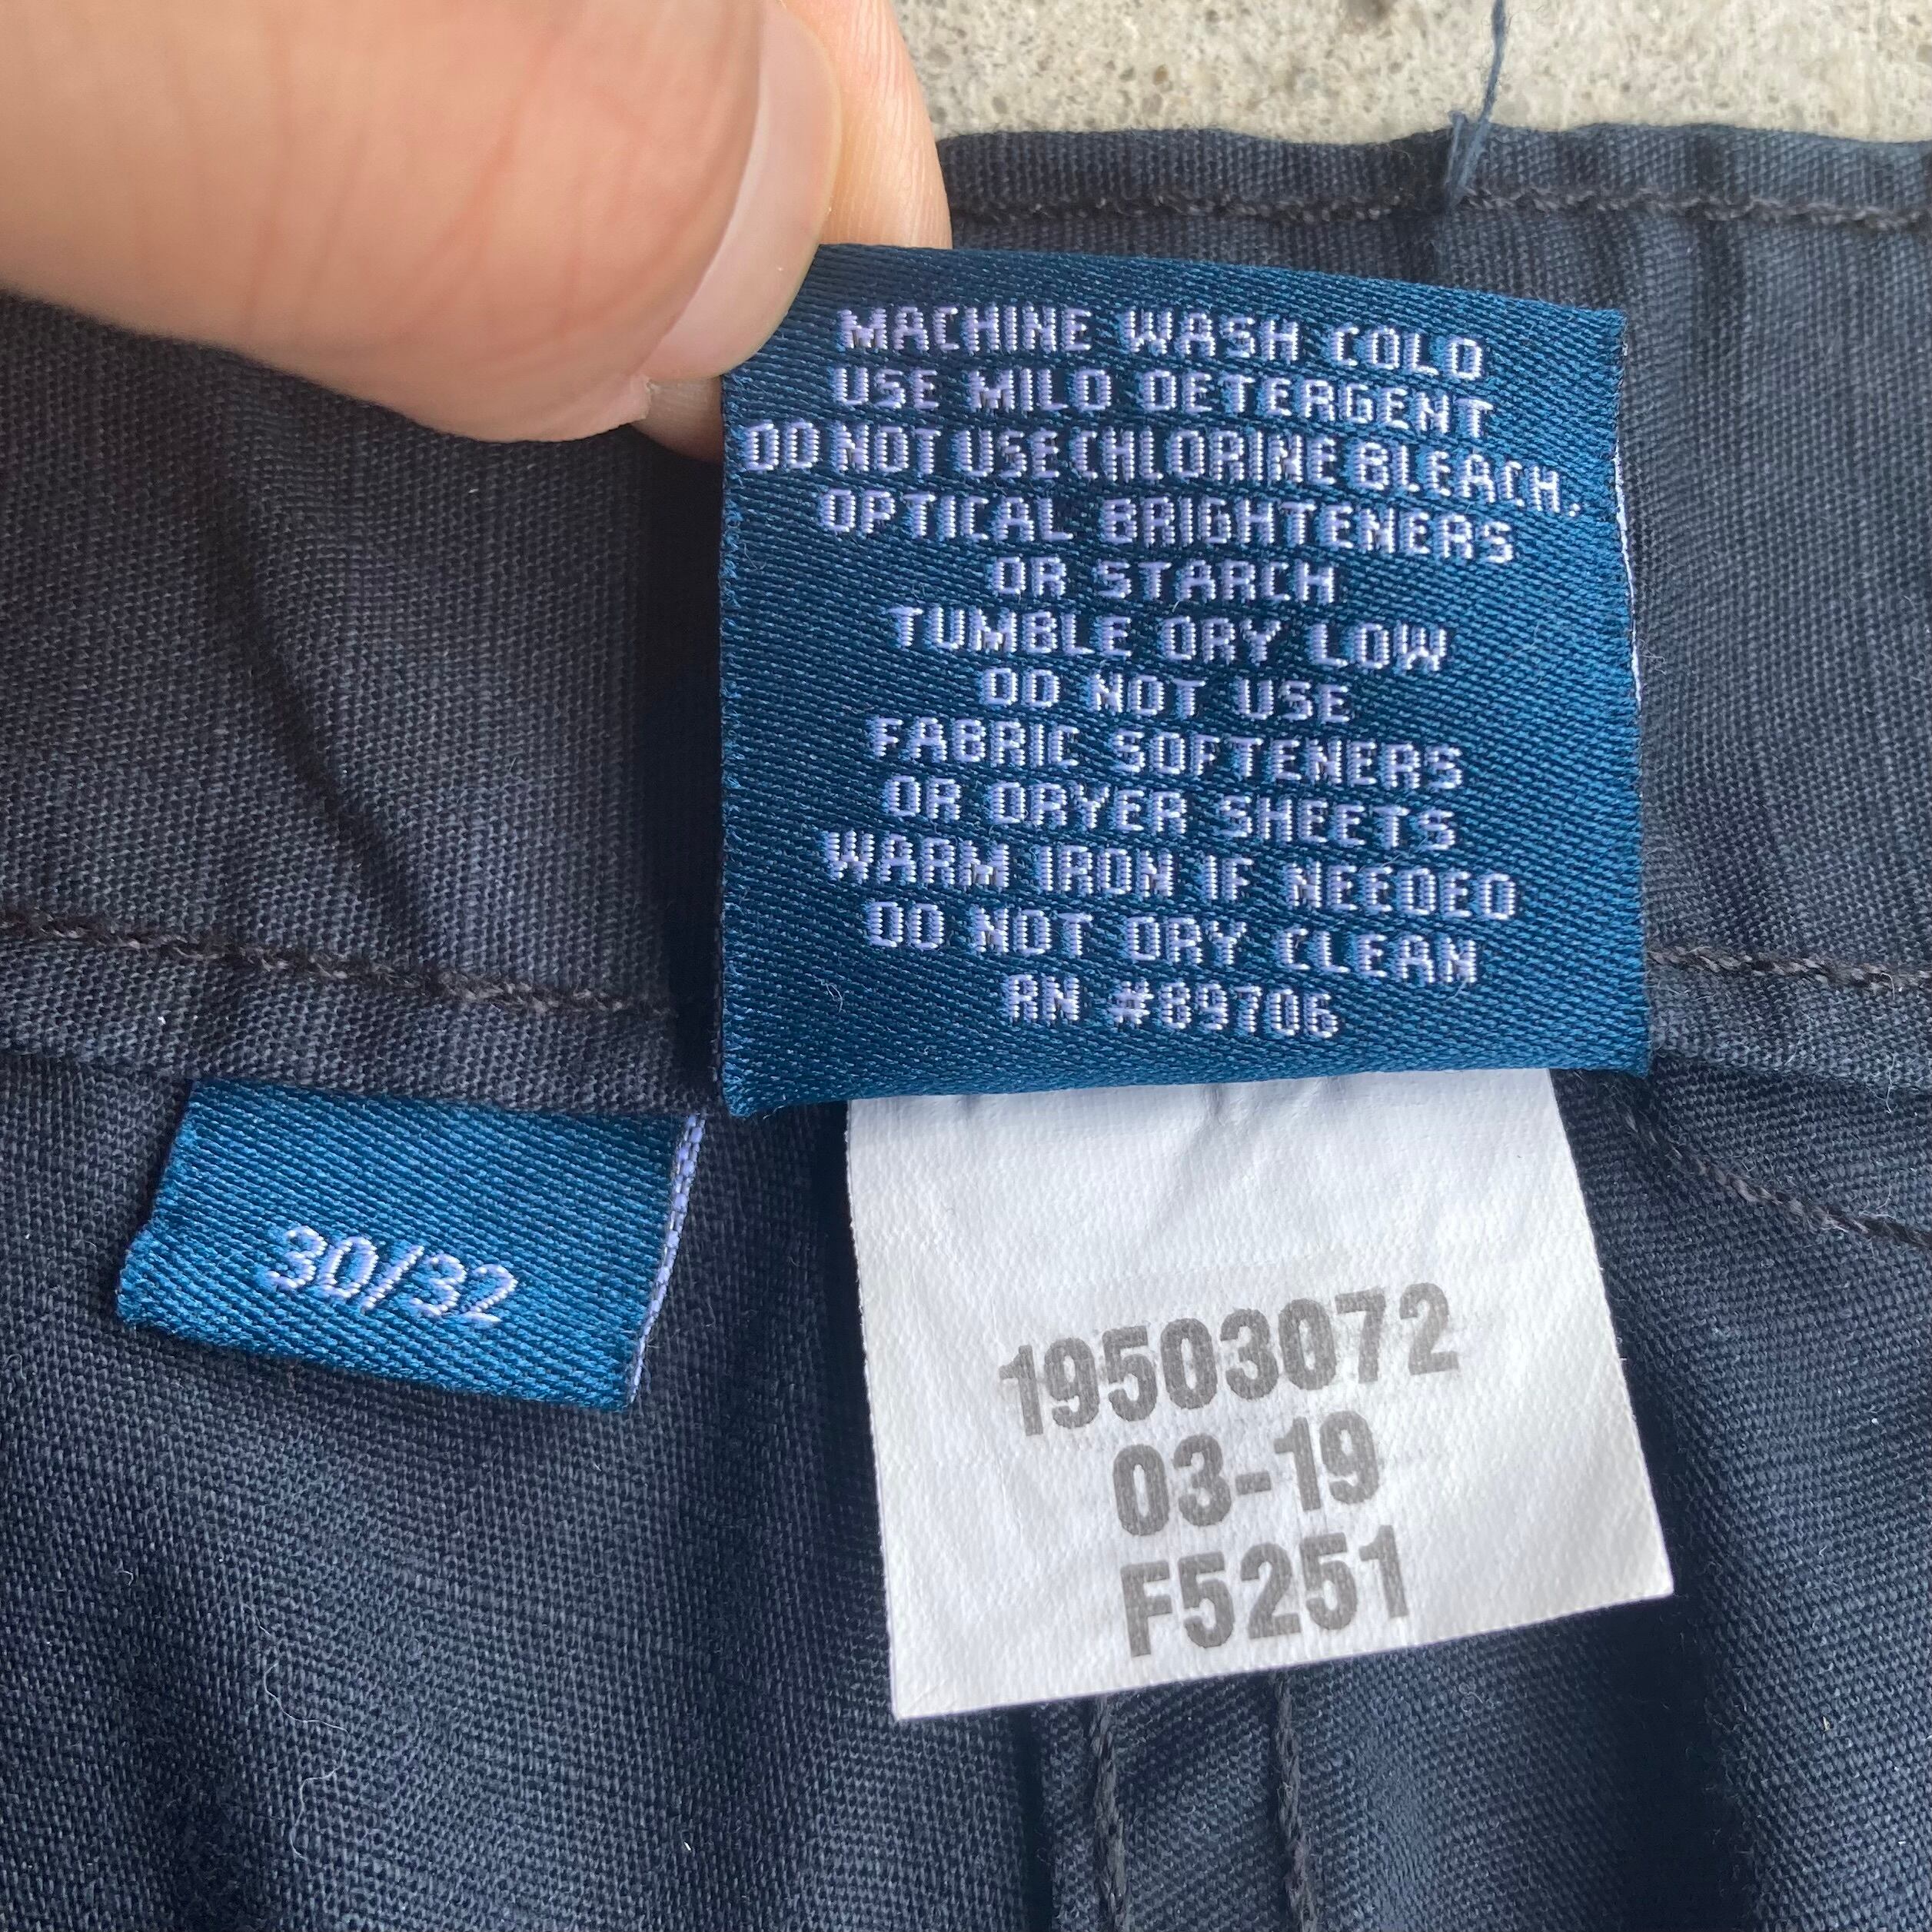 MACHINE WASH COLD
USE MILD DETERGENT
DO NOT USE CHLORINE BLEACH,
OPTICAL BRIGHTENERS
OR STARCH
TUMBLE DRY LOW
DO NOT USE
FABRIC SOFTENERS
OR DRYER SHEETS
WARM IRON IF NEEDED
DO NOT DRY CLEAN
RN #89706
30/32
19503072
03-19
F5251